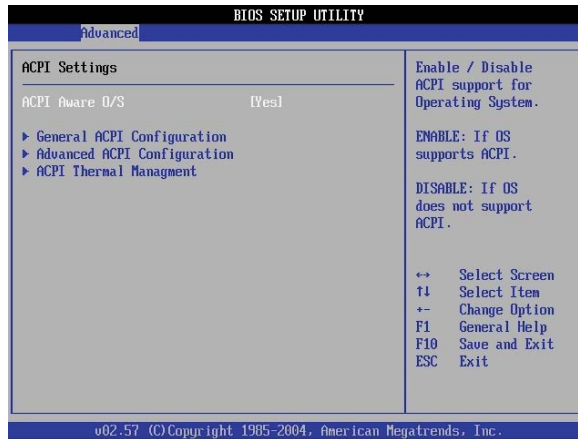 BIOS SETUP UTILITY
Advanced
ACPI Settings
ACPI Aware O/S [Yes]
▶ General ACPI Configuration
▶ Advanced ACPI Configuration
▶ ACPI Thermal Managment
Enable / Disable
ACPI support for
Operating System.
ENABLE: If OS
supports ACPI.
DISABLE: If OS
does not support
ACPI.
↔ Select Screen
↑↓ Select Item
+- Change Option
F1 General Help
F10 Save and Exit
ESC Exit
v02.57 (C)Copyright 1985-2004, American Megatrends, Inc.